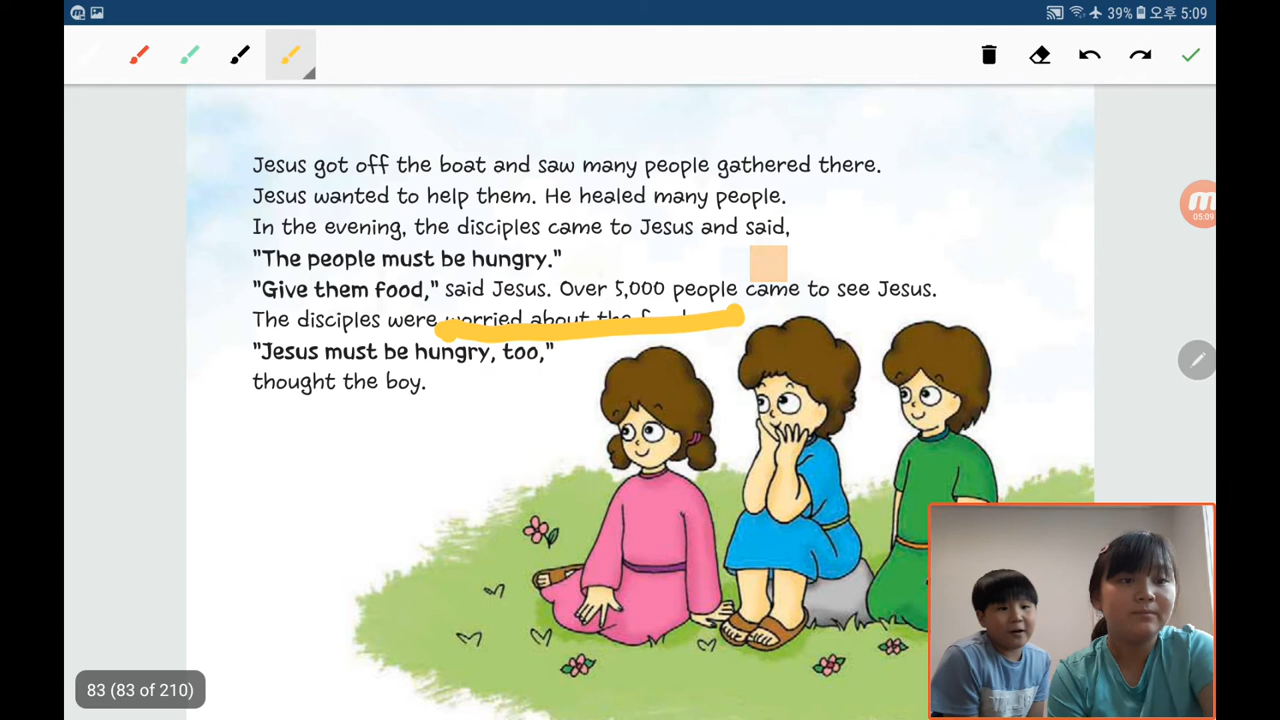 39% 오후 5:09
Jesus got off the boat and saw many people gathered there.
Jesus wanted to help them. He healed many people.
In the evening, the disciples came to Jesus and said,
"The people must be hungry."
"Give them food," said Jesus. Over 5,000 people came to see Jesus.
The disciples were worried about the
"Jesus must be hungry, too,"
thought the boy.
05:09
83 (83 of 210)